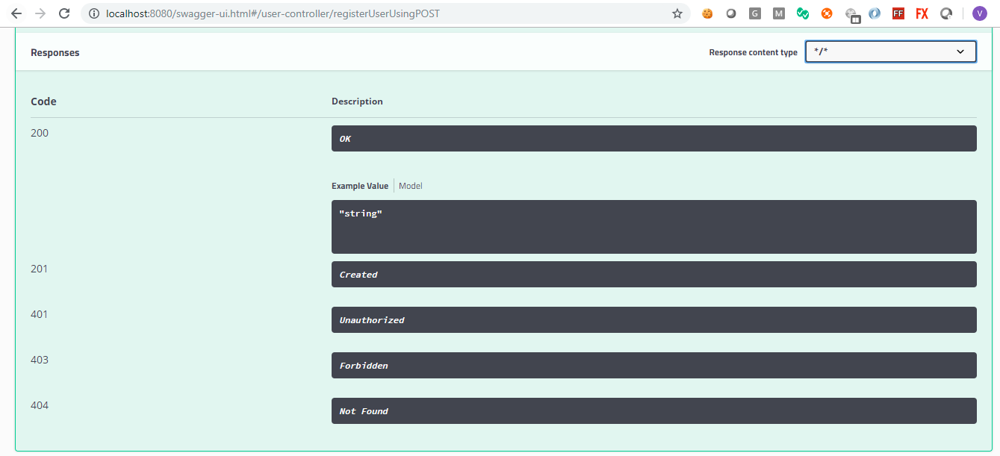 localhost:8080/swagger-ui.html#/user-controller/registerUserUsingPOST
G M FF FX V
Responses Response content type */*
Code Description
200 OK
Example Value Model
"string"
201 Created
401 Unauthorized
403 Forbidden
404 Not Found